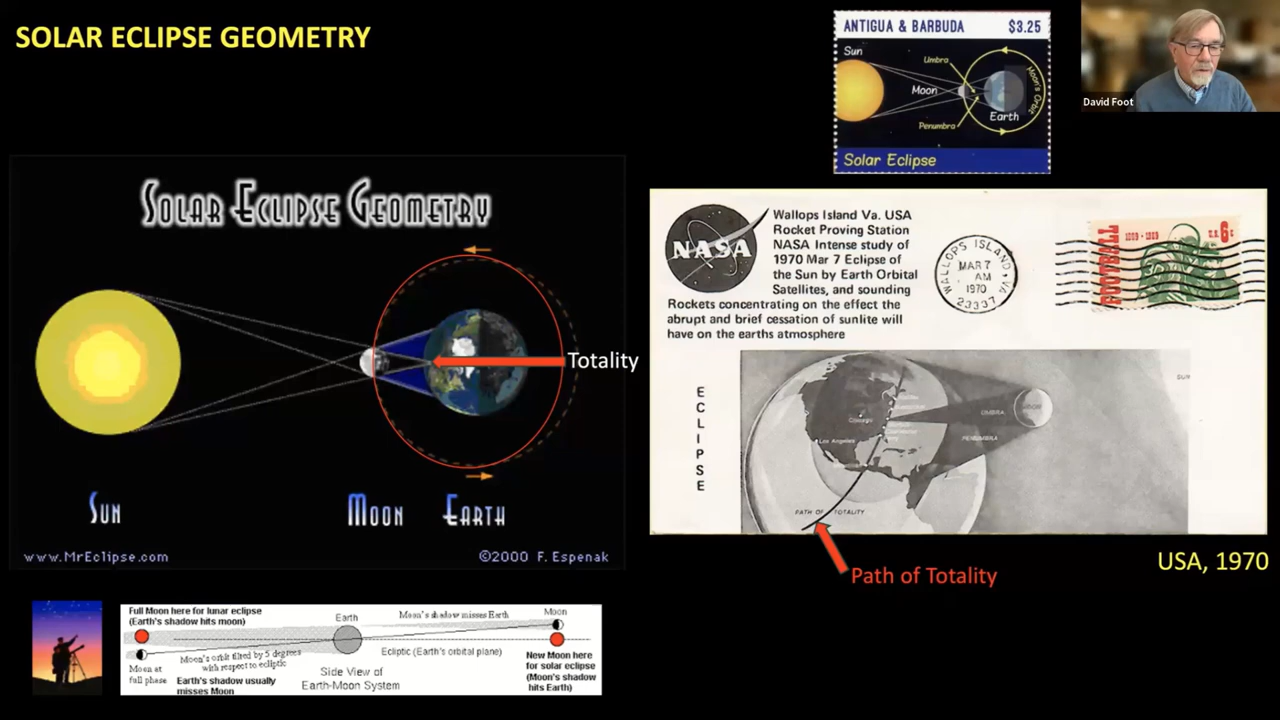 SOLAR ECLIPSE GEOMETRY
ANTIGUA & BARBUDA $3.25
Sun
Umbra
Moon
Penumbra
Earth
Moon's Orbit
Solar Eclipse
David Foot
SOLAR ECLIPSE GEOMETRY
Totality
SUN
MOON
EARTH
www.MrEclipse.com
©2000 F. Espenak
NASA
Wallops Island Va. USA
Rocket Proving Station
NASA Intense study of
1970 Mar 7 Eclipse of
the Sun by Earth Orbital
Satellites, and sounding
Rockets concentrating on the effect the
abrupt and brief cessation of sunlite will
have on the earths atmosphere
WALLOPS ISLAND, VA
MAR 7
AM
1970
23337
FOOTBALL
1869-1969
U.S. 6c
ECLIPSE
SUN
MOON
UMBRA
PENUMBRA
Chicago
Los Angeles
PATH OF TOTALITY
Path of Totality
USA, 1970
Full Moon here for lunar eclipse
(Earth's shadow hits moon)
Earth
Moon's shadow misses Earth
Moon
Moon at
full phase
Moon's orbit tilted by 5 degrees
with respect to ecliptic
Earth's shadow usually
misses Moon
Ecliptic (Earth's orbital plane)
Side View of
Earth-Moon System
New Moon here
for solar eclipse
(Moon's shadow
hits Earth)